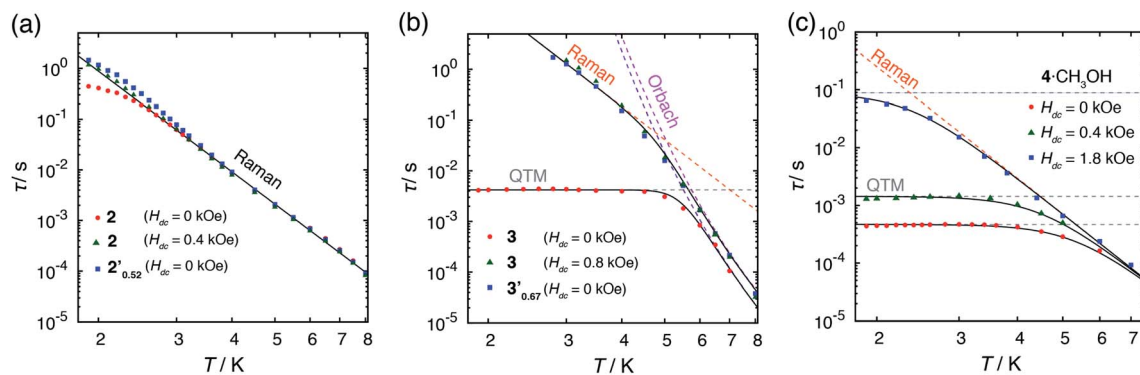 (a)
10⁰
10⁻¹
10⁻²
10⁻³
10⁻⁴
10⁻⁵
τ / s
Raman
2 (H_dc = 0 kOe)
2 (H_dc = 0.4 kOe)
2'₀.₅₂ (H_dc = 0 kOe)
2 3 4 5 6 7 8
T / K
(b)
10⁰
10⁻¹
10⁻²
10⁻³
10⁻⁴
10⁻⁵
τ / s
Raman
Orbach
QTM
3 (H_dc = 0 kOe)
3 (H_dc = 0.8 kOe)
3'₀.₆₇ (H_dc = 0 kOe)
2 3 4 5 6 7 8
T / K
(c)
10⁰
10⁻¹
10⁻²
10⁻³
10⁻⁴
10⁻⁵
τ / s
Raman
4·CH₃OH
H_dc = 0 kOe
H_dc = 0.4 kOe
H_dc = 1.8 kOe
QTM
2 3 4 5 6 7
T / K